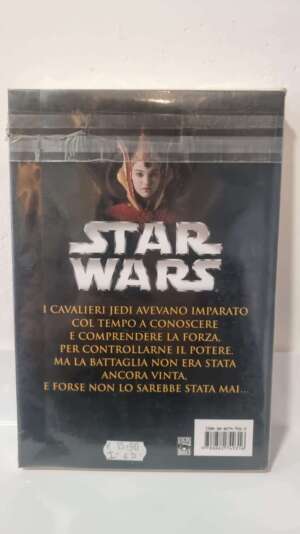 STAR
WARS
I CAVALIERI JEDI AVEVANO IMPARATO
COL TEMPO A CONOSCERE
E COMPRENDERE LA FORZA,
PER CONTROLLARNE IL POTERE.
MA LA BATTAGLIA NON ERA STATA
ANCORA VINTA,
E FORSE NON LO SAREBBE STATA MAI...